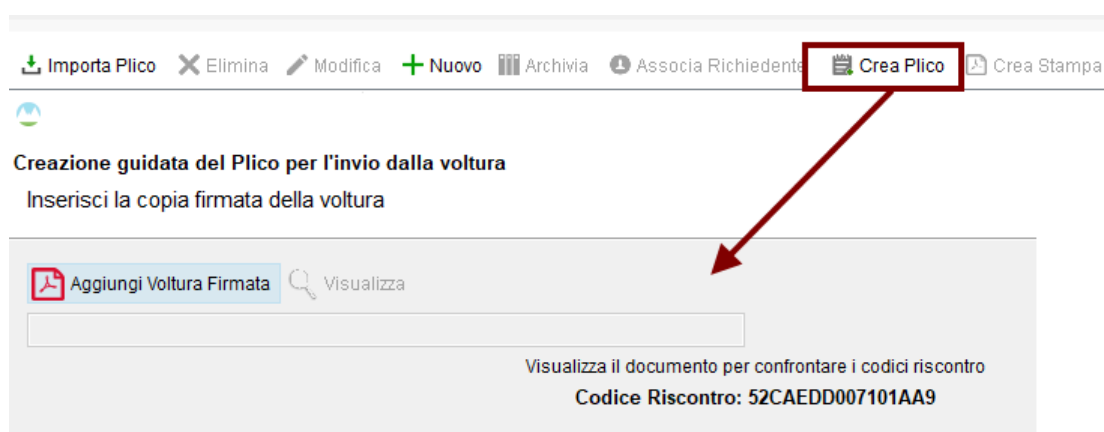 Importa Plico Elimina Modifica Nuovo Archivia Associa Richiedente Crea Plico Crea Stampa
Creazione guidata del Plico per l'invio dalla voltura
Inserisci la copia firmata della voltura
Aggiungi Voltura Firmata Visualizza
Visualizza il documento per confrontare i codici riscontro
Codice Riscontro: 52CAEDD007101AA9